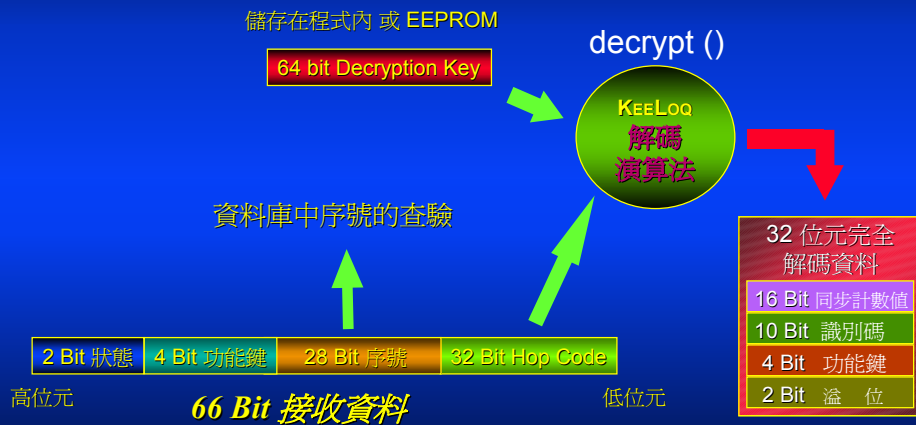 儲存在程式內 或 EEPROM
64 bit Decryption Key
decrypt ()
KEELOQ
解碼
演算法
資料庫中序號的查驗
32 位元完全
解碼資料
16 Bit 同步計數值
10 Bit 識別碼
4 Bit 功能鍵
2 Bit 溢 位
2 Bit 狀態 4 Bit 功能鍵 28 Bit 序號 32 Bit Hop Code
高位元 66 Bit 接收資料 低位元